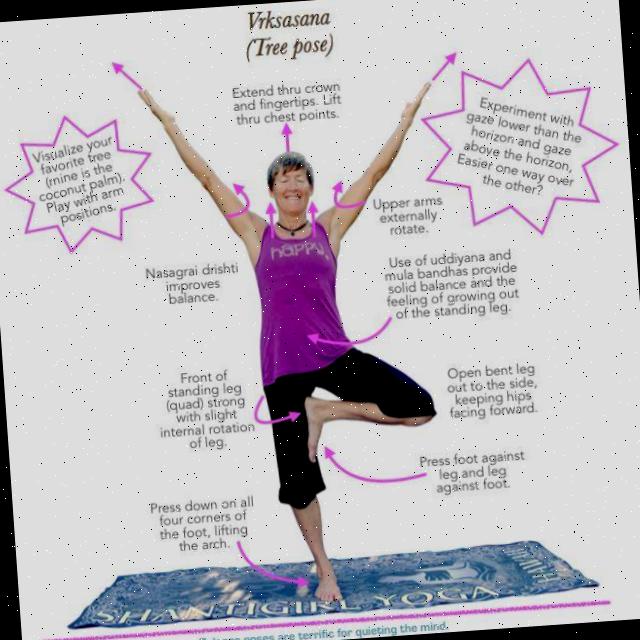 Vrksasana
(Tree pose)
Extend thru crown
and fingertips. Lift
thru chest points.
Visualize your
favorite tree
(mine is the
coconut palm).
Play with arm
positions.
Experiment with
gaze lower than the
horizon and gaze
above the horizon.
Easier one way over
the other?
Upper arms
externally
rotate.
happy.
Nasagrai drishti
improves
balance.
Use of uddiyana and
mula bandhas provide
solid balance and the
feeling of growing out
of the standing leg.
Front of
standing leg
(quad) strong
with slight
internal rotation
of leg.
Open bent leg
out to the side,
keeping hips
facing forward.
Press foot against
leg and leg
against foot.
Press down on all
four corners of
the foot, lifting
the arch.
SHANTIGIRL YOGA
poses are terrific for quieting the mind.